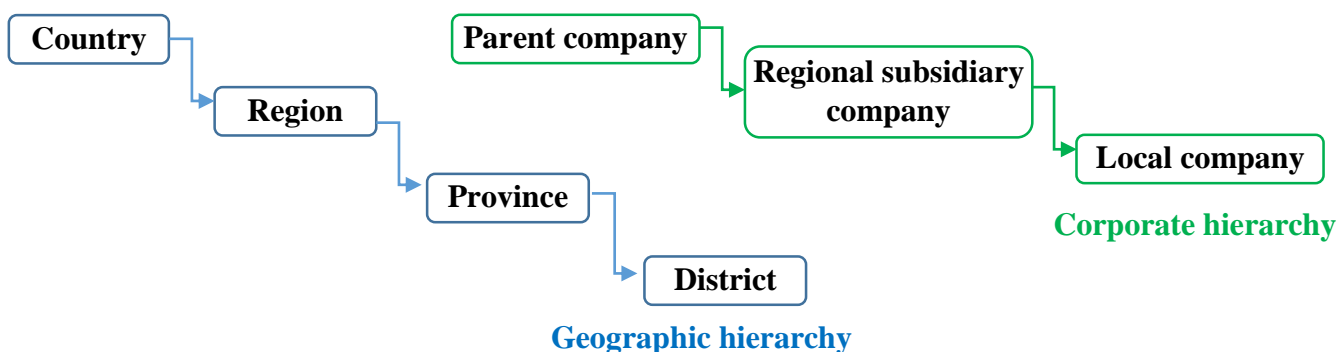 Country
Region
Province
District
Geographic hierarchy
Parent company
Regional subsidiary
company
Local company
Corporate hierarchy